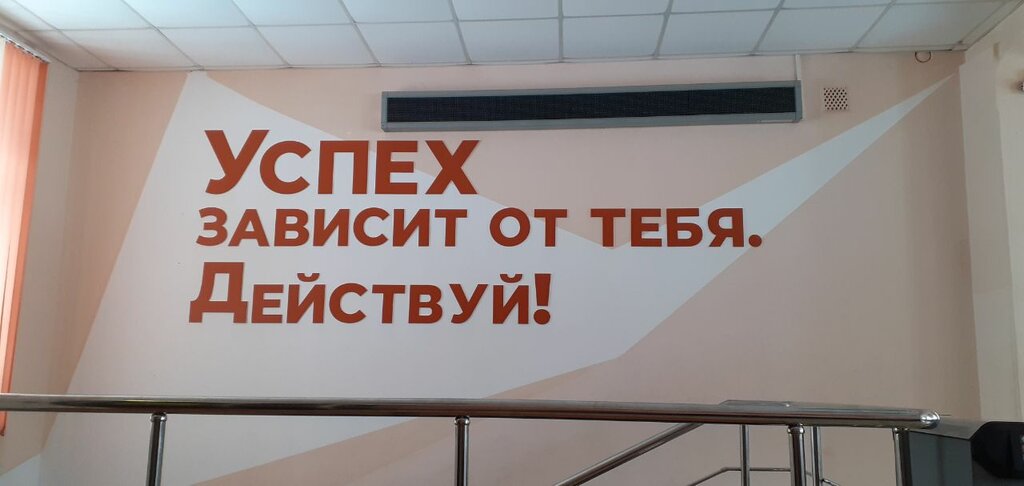 Успех
зависит от тебя.
Действуй!